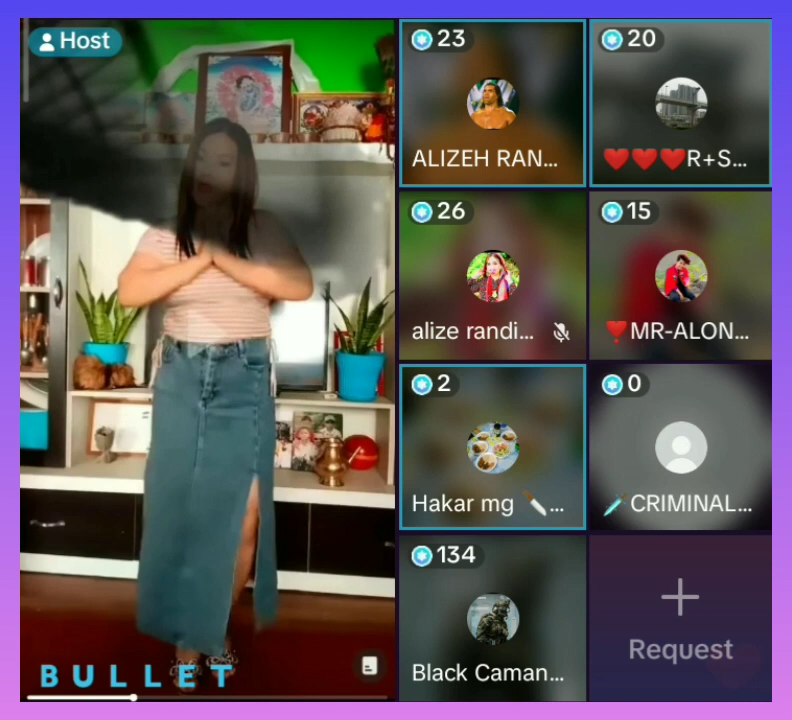 Host
23
ALIZEH RAN...
20
❤️❤️❤️R+S...
26
alize randi...
15
❣️MR-ALON...
2
Hakar mg 🔪...
0
🗡️CRIMINAL...
134
Black Caman...
+
Request
BULLET